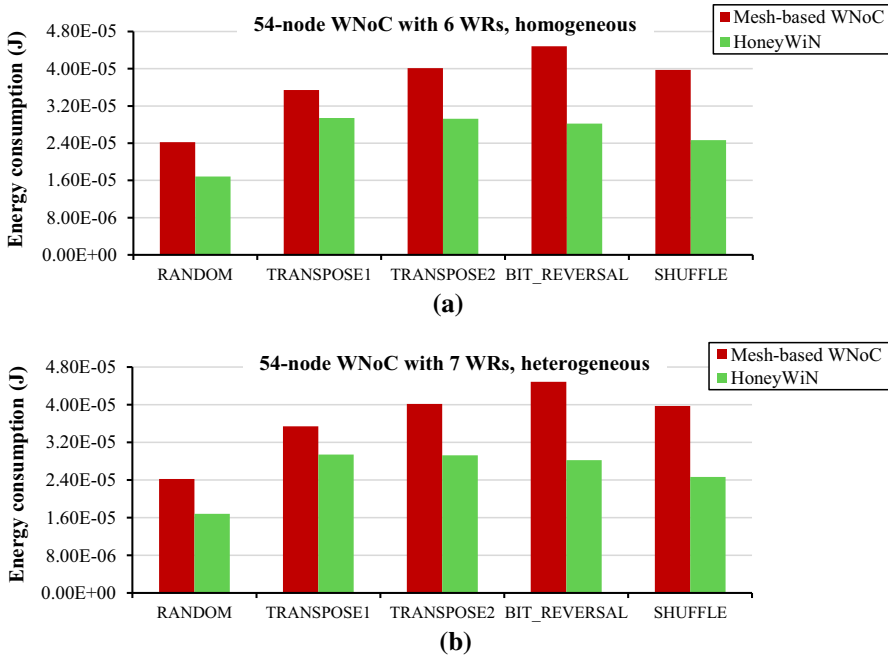 54-node WNoC with 6 WRs, homogeneous
Mesh-based WNoC
HoneyWiN
Energy consumption (J)
4.80E-05
4.00E-05
3.20E-05
2.40E-05
1.60E-05
8.00E-06
0.00E+00
RANDOM TRANSPOSE1 TRANSPOSE2 BIT_REVERSAL SHUFFLE
(a)
54-node WNoC with 7 WRs, heterogeneous
Mesh-based WNoC
HoneyWiN
Energy consumption (J)
4.80E-05
4.00E-05
3.20E-05
2.40E-05
1.60E-05
8.00E-06
0.00E+00
RANDOM TRANSPOSE1 TRANSPOSE2 BIT_REVERSAL SHUFFLE
(b)